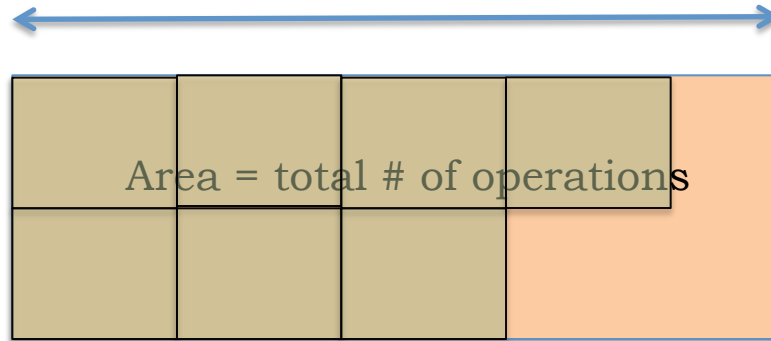 Area = total # of operations